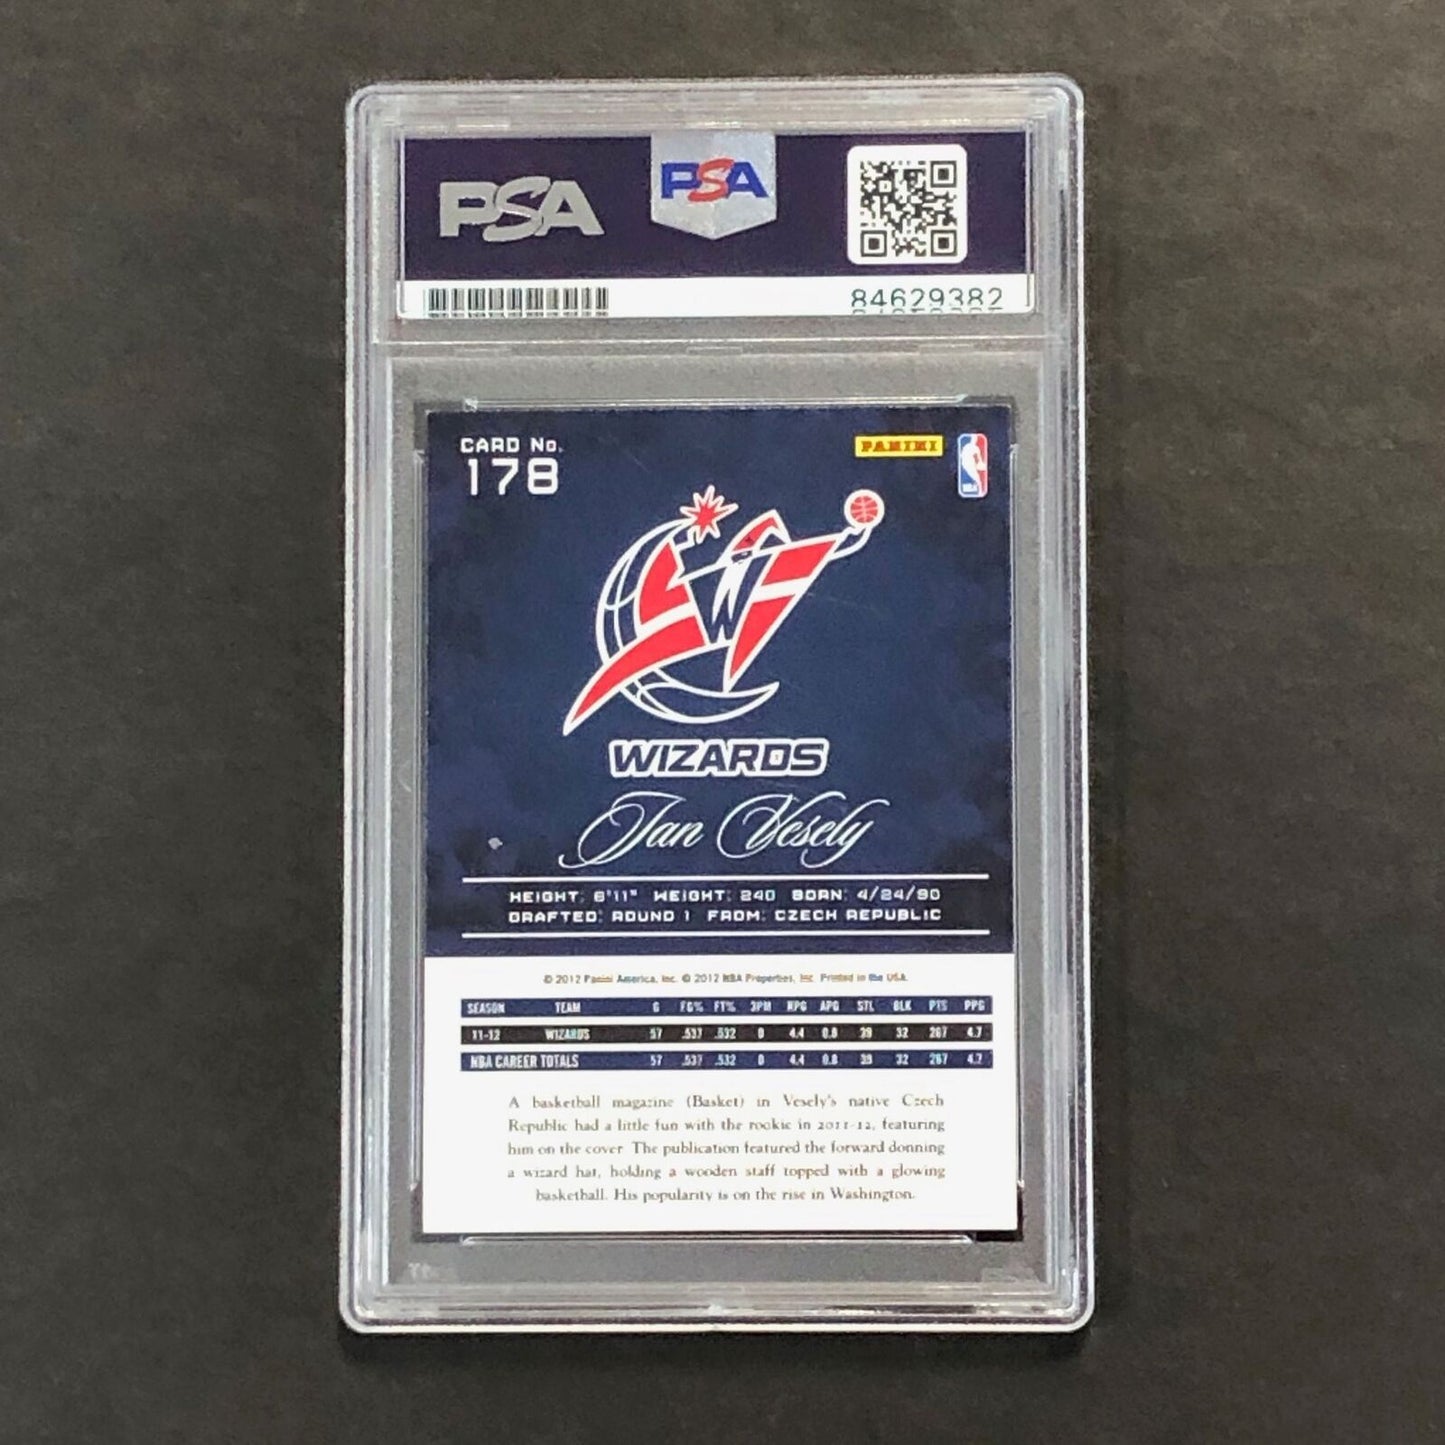 PSA PSA
84629382
CARD No. PANINI
178
NBA
W
WIZARDS
Jan Vesely
HEIGHT: 6'11" WEIGHT: 240 BORN: 4/24/90
DRAFTED: ROUND 1 FROM: CZECH REPUBLIC
© 2012 Panini America, Inc. © 2012 NBA Properties, Inc. Printed in the USA.
SEASON TEAM G FG% FT% 3PM RPG APG STL BLK PTS PPG
11-12 WIZARDS 57 .537 .532 0 4.4 0.8 39 32 267 4.7
NBA CAREER TOTALS 57 .537 .532 0 4.4 0.8 39 32 267 4.7
A basketball magazine (Basket) in Vesely's native Czech
Republic had a little fun with the rookie in 2011-12, featuring
him on the cover. The publication featured the forward donning
a wizard hat, holding a wooden staff topped with a glowing
basketball. His popularity is on the rise in Washington.